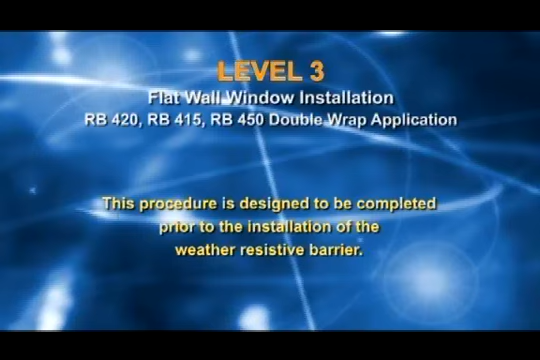 LEVEL 3
Flat Wall Window Installation
RB 420, RB 415, RB 450 Double Wrap Application
This procedure is designed to be completed
prior to the installation of the
weather resistive barrier.